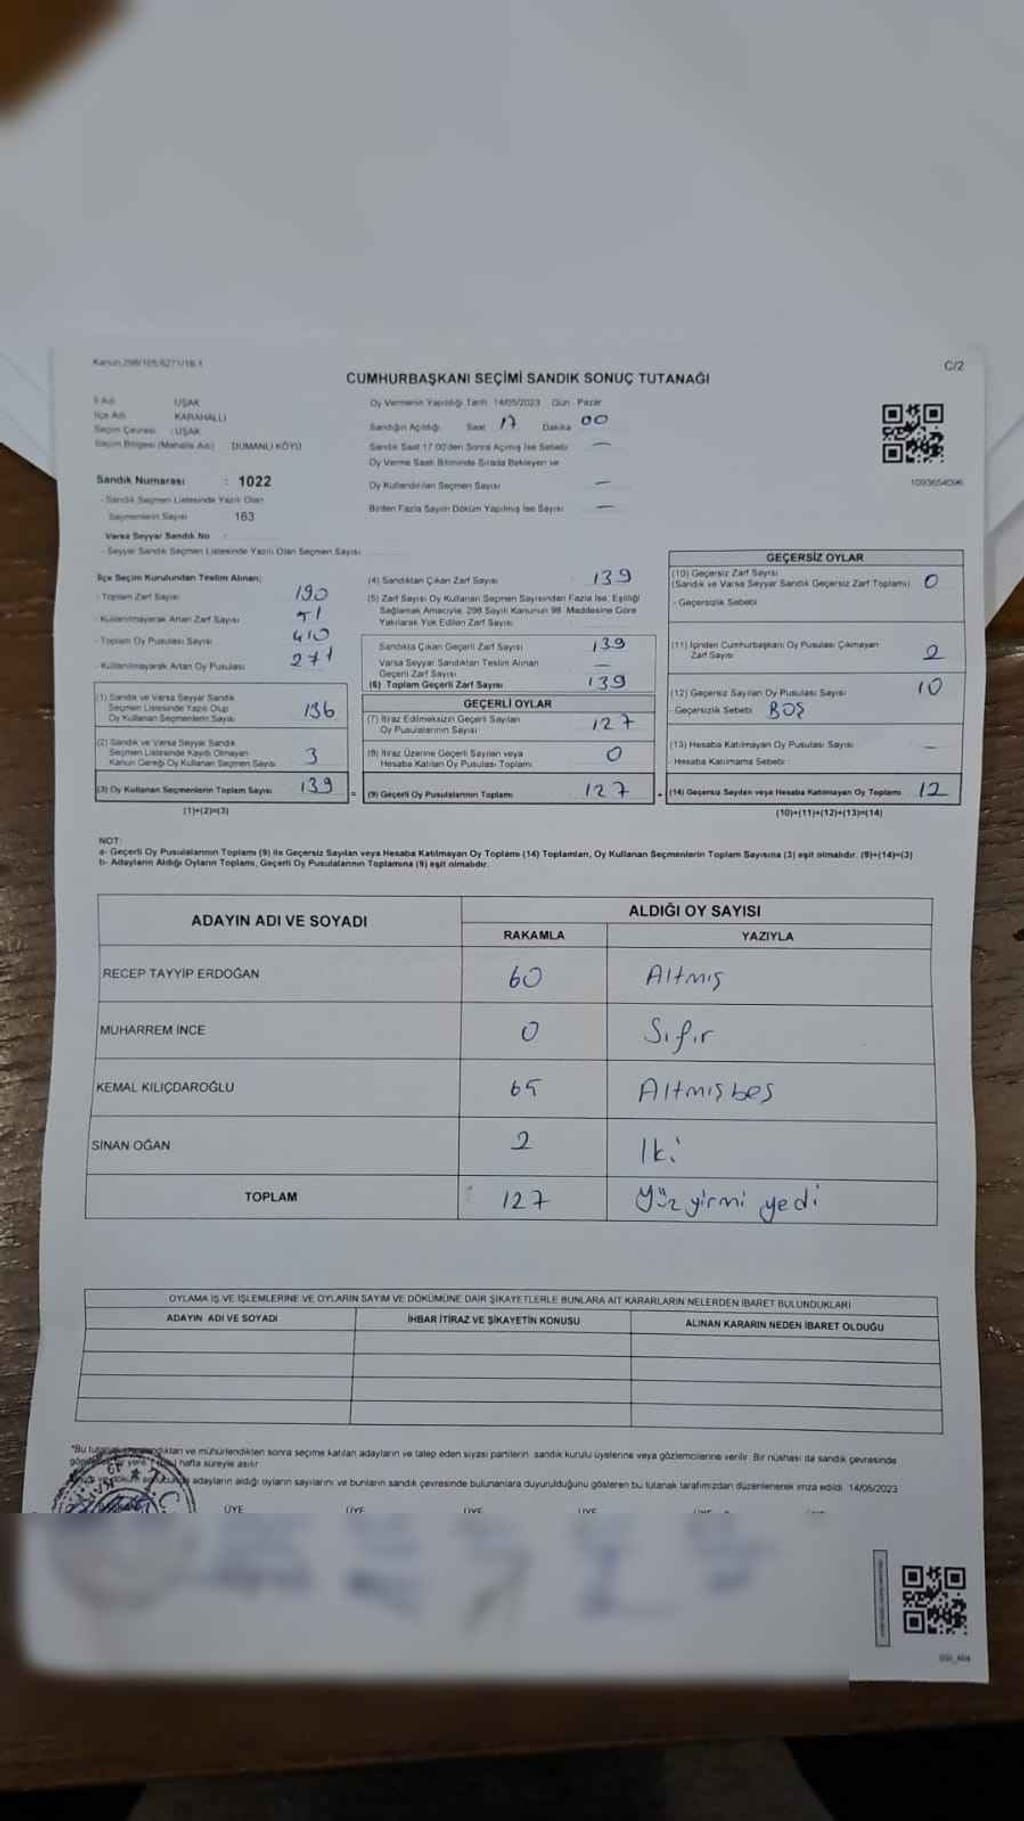 Kanun 298/105,6271/18.1
C/2
CUMHURBAŞKANI SEÇİMİ SANDIK SONUÇ TUTANAĞI
İl Adı : UŞAK
İlçe Adı : KARAHALLI
Seçim Çevresi : UŞAK
Seçim Bölgesi (Mahalle Adı) : DUMANLI KÖYÜ
Oy Vermenin Yapıldığı Tarih 14/05/2023 Gün : Pazar
Sandığın Açıldığı Saat 17 Dakika 00
Sandık Saat 17.00'den Sonra Açılmış İse Sebebi —
Oy Verme Saati Bitiminde Sırada Bekleyen ve
Oy Kullandırılan Seçmen Sayısı —
Birden Fazla Sayım Döküm Yapılmış İse Sayısı —
Sandık Numarası : 1022
- Sandık Seçmen Listesinde Yazılı Olan
Seçmenlerin Sayısı 163
Varsa Seyyar Sandık No :
- Seyyar Sandık Seçmen Listesinde Yazılı Olan Seçmen Sayısı
İlçe Seçim Kurulundan Teslim Alınan;
- Toplam Zarf Sayısı 190
- Kullanılmayarak Artan Zarf Sayısı 51
- Toplam Oy Pusulası Sayısı 410
- Kullanılmayarak Artan Oy Pusulası 271
(1) Sandık ve Varsa Seyyar Sandık
Seçmen Listesinde Yazılı Olup
Oy Kullanan Seçmenlerin Sayısı 136
(2) Sandık ve Varsa Seyyar Sandık
Seçmen Listesinde Kayıtlı Olmayan
Kanun Gereği Oy Kullanan Seçmen Sayısı 3
(3) Oy Kullanan Seçmenlerin Toplam Sayısı 139 =
(1)+(2)=(3)
(4) Sandıktan Çıkan Zarf Sayısı 139
(5) Zarf Sayısı Oy Kullanan Seçmen Sayısından Fazla İse, Eşitliği
Sağlamak Amacıyla, 298 Sayılı Kanunun 98. Maddesine Göre
Yakılarak Yok Edilen Zarf Sayısı
Sandıkta Çıkan Geçerli Zarf Sayısı 139
Varsa Seyyar Sandıktan Teslim Alınan
Geçerli Zarf Sayısı —
(6) Toplam Geçerli Zarf Sayısı 139
GEÇERLİ OYLAR
(7) İtiraz Edilmeksizin Geçerli Sayılan
Oy Pusulalarının Sayısı 127
(8) İtiraz Üzerine Geçerli Sayılan veya
Hesaba Katılan Oy Pusulası Toplamı 0
(9) Geçerli Oy Pusulalarının Toplamı 127
GEÇERSİZ OYLAR
(10) Geçersiz Zarf Sayısı
(Sandık ve Varsa Seyyar Sandık Geçersiz Zarf Toplamı) 0
- Geçersizlik Sebebi
(11) İçinden Cumhurbaşkanı Oy Pusulası Çıkmayan
Zarf Sayısı 2
(12) Geçersiz Sayılan Oy Pusulası Sayısı 10
Geçersizlik Sebebi BOŞ
(13) Hesaba Katılmayan Oy Pusulası Sayısı —
Hesaba Katılmama Sebebi
(14) Geçersiz Sayılan veya Hesaba Katılmayan Oy Toplamı 12
(10)+(11)+(12)+(13)=(14)
NOT:
a- Geçerli Oy Pusulalarının Toplamı (9) ile Geçersiz Sayılan veya Hesaba Katılmayan Oy Toplamı (14) Toplamları, Oy Kullanan Seçmenlerin Toplam Sayısına (3) eşit olmalıdır. (9)+(14)=(3)
b- Adayların Aldığı Oyların Toplamı, Geçerli Oy Pusulalarının Toplamına (9) eşit olmalıdır.
ADAYIN ADI VE SOYADI
ALDIĞI OY SAYISI
RAKAMLA YAZIYLA
RECEP TAYYİP ERDOĞAN 60 Altmış
MUHARREM İNCE 0 Sıfır
KEMAL KILIÇDAROĞLU 65 Altmışbeş
SİNAN OĞAN 2 İki
TOPLAM 127 Yüz yirmi yedi
OYLAMA İŞ VE İŞLEMLERİNE VE OYLARIN SAYIM VE DÖKÜMÜNE DAİR ŞİKAYETLERLE BUNLARA AİT KARARLARIN NELERDEN İBARET BULUNDUKLARI
ADAYIN ADI VE SOYADI İHBAR İTİRAZ VE ŞİKAYETİN KONUSU ALINAN KARARIN NEDEN İBARET OLDUĞU
ve mühürlendikten sonra seçime katılan adayların ve talep eden siyasi partilerin sandık kurulu üyelerine veya gözlemcilerine verilir. Bir nüshası da sandık çevresinde
hafta süreyle asılır.
adayların aldığı oyların sayılarını ve bunların sandık çevresinde bulunanlara duyurulduğunu gösteren bu tutanak tarafımızdan düzenlenerek imza edildi. 14/05/2023
ÜYE ÜYE ÜYE ÜYE